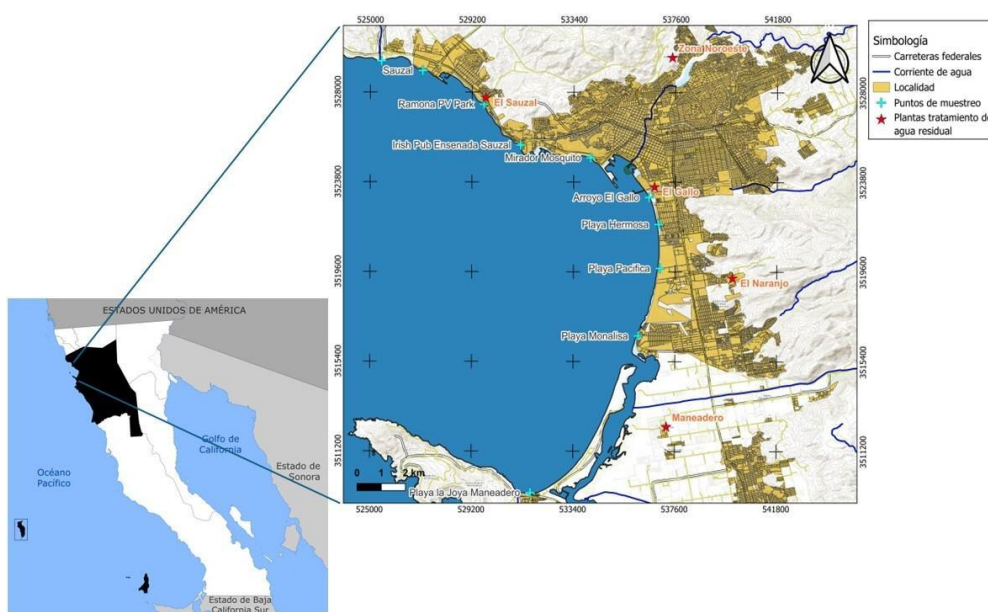 525000 529200 533400 537600 541800
Zona Noroeste
Sauzal
El Sauzal
Ramona PV Park
Irish Pub Ensenada Sauzal
Mirador Mosquito
El Gallo
Arroyo El Gallo
Playa Hermosa
Playa Pacifica
El Naranjo
Playa Monalisa
Maneadero
0 1 2 km
Playa la Joya Maneadero
525000 529200 533400 537600 541800
3528000
3523800
3519600
3515400
3511200
3528000
3523800
3519600
3515400
3511200
Simbología
Carreteras federales
Corriente de agua
Localidad
Puntos de muestreo
Plantas tratamiento de
agua residual
ESTADOS UNIDOS DE AMÉRICA
Golfo de
California
Océano
Pacífico
Estado de
Sonora
Estado de Baja
California Sur